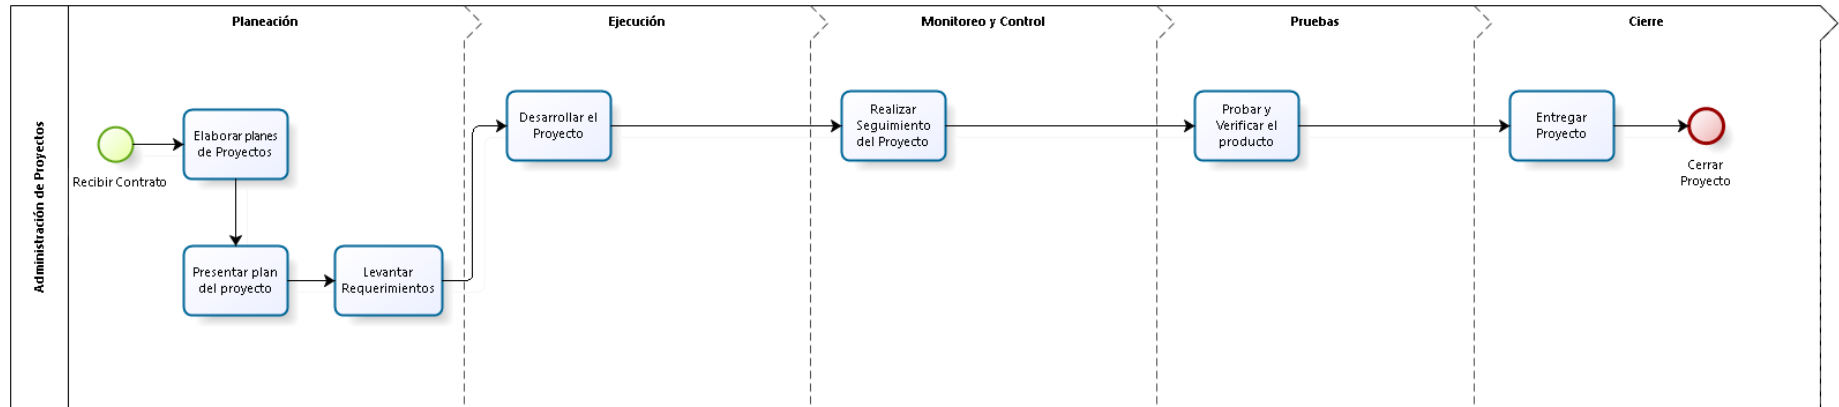 Planeación
Ejecución
Monitoreo y Control
Pruebas
Cierre
Administración de Proyectos
Recibir Contrato
Elaborar planes
de Proyectos
Presentar plan
del proyecto
Levantar
Requerimientos
Desarrollar el
Proyecto
Realizar
Seguimiento
del Proyecto
Probar y
Verificar el
producto
Entregar
Proyecto
Cerrar
Proyecto